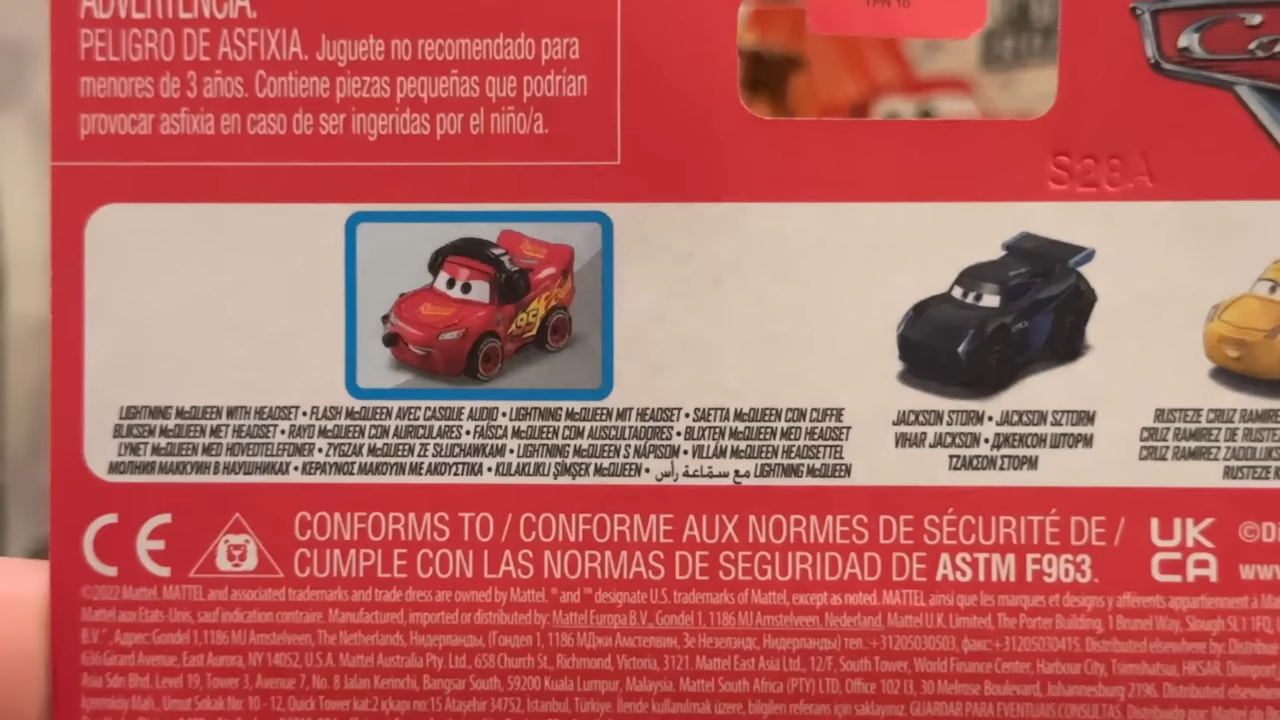 ADVERTENCIA.
PELIGRO DE ASFIXIA. Juguete no recomendado para
menores de 3 años. Contiene piezas pequeñas que podrían
provocar asfixia en caso de ser ingeridas por el niño/a.
TPN 10
S28A
95
LIGHTNING McQUEEN WITH HEADSET • FLASH McQUEEN AVEC CASQUE AUDIO • LIGHTNING McQUEEN MIT HEADSET • SAETTA McQUEEN CON CUFFIE
BLIKSEM McQUEEN MET HEADSET • RAYO McQUEEN CON AURICULARES • FAÍSCA McQUEEN COM AUSCULTADORES • BLIXTEN McQUEEN MED HEADSET
LYNET McQUEEN MED HOVEDTELEFONER • ZYGZAK McQUEEN ZE SŁUCHAWKAMI • LIGHTNING McQUEEN S NÁPISOM • VILLÁM McQUEEN HEADSETTEL
МОЛНИЯ МАККУИН В НАУШНИКАХ • ΚΕΡΑΥΝΟΣ ΜΑΚΟΥΙΝ ΜΕ ΑΚΟΥΣΤΙΚΑ • KULAKLIKLI ŞİMŞEK McQUEEN • مع سمّاعة رأس LIGHTNING McQUEEN
JACKSON STORM • JACKSON SZTORM
VIHAR JACKSON • ДЖЕКСОН ШТОРМ
ΤΖΑΚΣΟΝ ΣΤΟΡΜ
RUSTEZE CRUZ
CRUZ RAMIREZ DE
CRUZ RAMIREZ
RUSTEZE
CE
CONFORMS TO / CONFORME AUX NORMES DE SÉCURITÉ DE /
CUMPLE CON LAS NORMAS DE SEGURIDAD DE ASTM F963.
UK
CA
©2022 Mattel. MATTEL and associated trademarks and trade dress are owned by Mattel. ® and ™ designate U.S. trademarks of Mattel, except as noted. MATTEL ainsi que les marques et designs y afférents appartiennent à
Mattel aux Etats-Unis, sauf indication contraire. Manufactured, imported or distributed by: Mattel Europa B.V., Gondel 1, 1186 MJ Amstelveen, Nederland. Mattel U.K. Limited, The Porter Building, 1 Brunel Way, Slough SL1 1FQ,
B.V.", Адрес: Gondel 1, 1186 MJ Amstelveen, The Netherlands, Нидерланды, (Гондел 1, 1186 МДжи Амстелвин, Зе Незеландс, Нидерланды) тел.:+31205030503, факс:+31205030415. Distributed elsewhere by:
636 Girard Avenue, East Aurora, NY 14052, U.S.A. Mattel Australia Pty. Ltd., 658 Church St., Richmond, Victoria, 3121. Mattel East Asia Ltd., 12/F, South Tower, World Finance Center, Harbour City, Tsimshatsui, HKSAR.
Asia Sdn Bhd. Level 19, Tower 3, Avenue 7, No. 8 Jalan Kerinchi, Bangsar South, 59200 Kuala Lumpur, Malaysia. Mattel South Africa (PTY) LTD, Office 102 I3, 30 Melrose Boulevard, Johannesburg 2196. Distributed
İçerenköy Mah., Umut Sokak No: 10 - 12, Quick Tower kat:2 içkapı no:15 Ataşehir 34752, İstanbul, Türkiye. İleride kullanılmak üzere, bilgilen referans için saklayınız. GUARDAR PARA EVENTUAIS CONSULTAS.